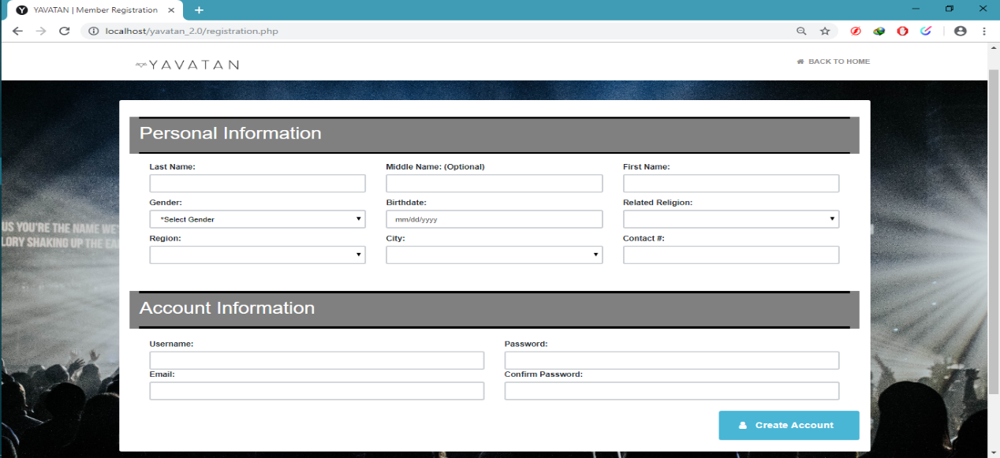 YAVATAN | Member Registration
localhost/yavatan_2.0/registration.php
YAVATAN
BACK TO HOME
Personal Information
Last Name: Middle Name: (Optional) First Name:
Gender: Birthdate: Related Religion:
*Select Gender mm/dd/yyyy
Region: City: Contact #:
US YOU'RE THE NAME WE'
LORY SHAKING UP THE EA
Account Information
Username: Password:
Email: Confirm Password:
Create Account